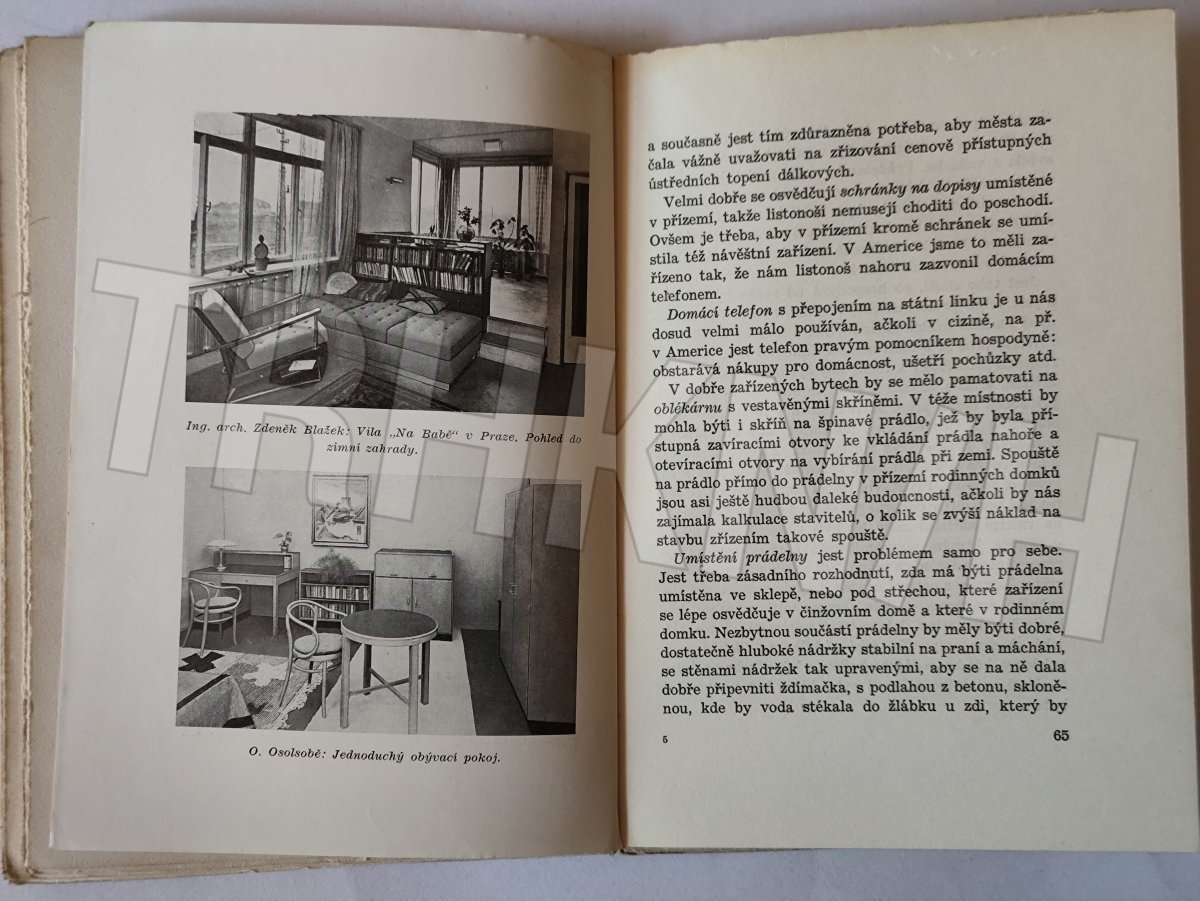 Ing. arch. Zdeněk Blažek: Vila „Na Babě“ v Praze. Pohled do
zimní zahrady.
O. Osolsobě: Jednoduchý obývací pokoj.
a současně jest tím zdůrazněna potřeba, aby města za-
čala vážně uvažovati na zřizování cenově přístupných
ústředních topení dálkových.
Velmi dobře se osvědčují schránky na dopisy umístěné
v přízemí, takže listonoši nemusejí choditi do poschodí.
Ovšem je třeba, aby v přízemí kromě schránek se umí-
stila též návěštní zařízení. V Americe jsme to měli za-
řízeno tak, že nám listonoš nahoru zazvonil domácím
telefonem.
Domácí telefon s přepojením na státní linku je u nás
dosud velmi málo používán, ačkoli v cizině, na př.
v Americe jest telefon pravým pomocníkem hospodyně:
obstarává nákupy pro domácnost, ušetří pochůzky atd.
V dobře zařízených bytech by se mělo pamatovati na
oblékárnu s vestavěnými skříněmi. V téže místnosti by
mohla býti i skříň na špinavé prádlo, jež by byla pří-
stupná zavíracími otvory ke vkládání prádla nahoře a
otevíracími otvory na vybírání prádla při zemi. Spouště
na prádlo přímo do prádelny v přízemí rodinných domků
jsou asi ještě hudbou daleké budoucnosti, ačkoli by nás
zajímala kalkulace stavitelů, o kolik se zvýší náklad na
stavbu zřízením takové spouště.
Umístění prádelny jest problémem samo pro sebe.
Jest třeba zásadního rozhodnutí, zda má býti prádelna
umístěna ve sklepě, nebo pod střechou, které zařízení
se lépe osvědčuje v činžovním domě a které v rodinném
domku. Nezbytnou součástí prádelny by měly býti dobré,
dostatečně hluboké nádržky stabilní na praní a máchání,
se stěnami nádržek tak upravenými, aby se na ně dala
dobře připevniti ždímačka, s podlahou z betonu, skloně-
nou, kde by voda stékala do žlábku u zdi, který by
5
65
TRHKNIH